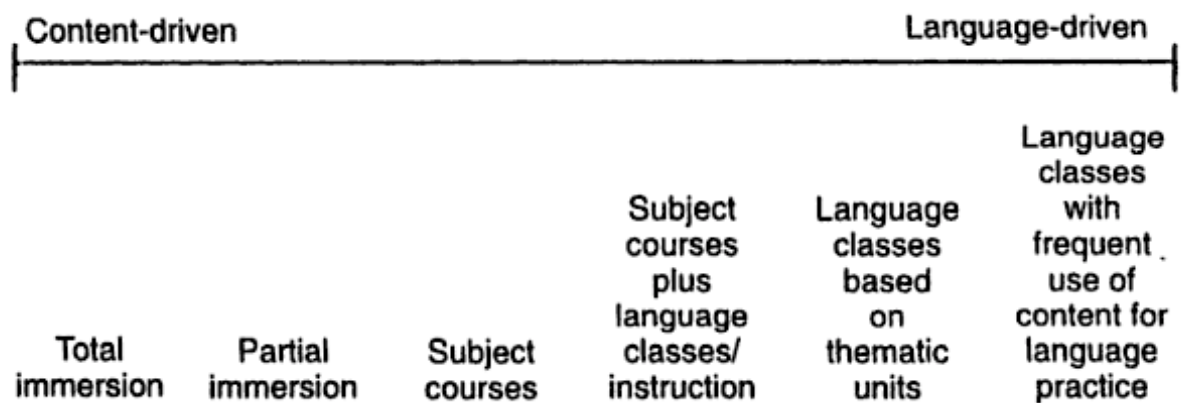 Content-driven
Language-driven
Total
immersion
Partial
immersion
Subject
courses
Subject
courses
plus
language
classes/
instruction
Language
classes
based
on
thematic
units
Language
classes
with
frequent
use of
content for
language
practice